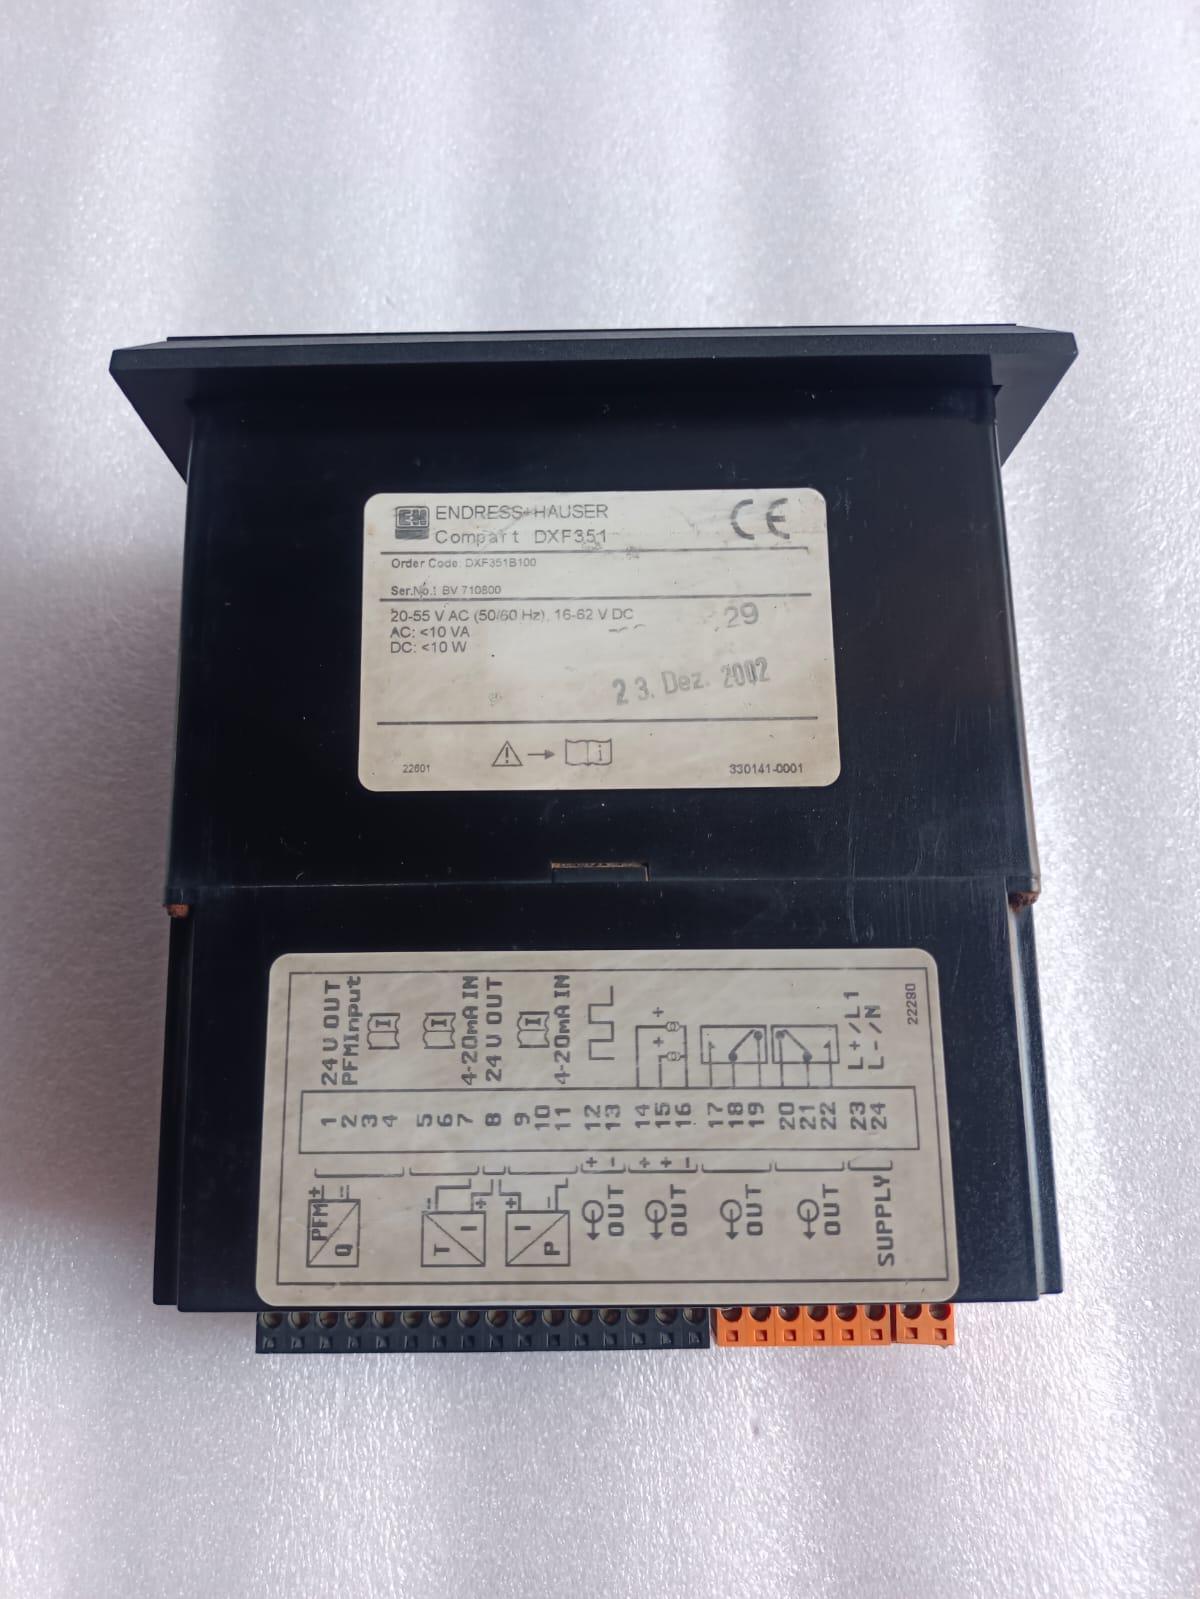 E+H ENDRESS+HAUSER
Compart DXF351
CE
Order Code: DXF351B100
Ser.No.: BV 710800
20-55 V AC (50/60 Hz), 16-62 V DC
AC: <10 VA
DC: <10 W
29
23. Dez. 2002
22601
330141-0001
24V OUT
PFMInput
4-20mA IN
24V OUT
4-20mA IN
L+/L1
L-/N
22280
1 2 3 4 5 6 7 8 9 10 11 12 13 14 15 16 17 18 19 20 21 22 23 24
PFM Q
T I
I P
OUT
OUT
OUT
OUT
SUPPLY